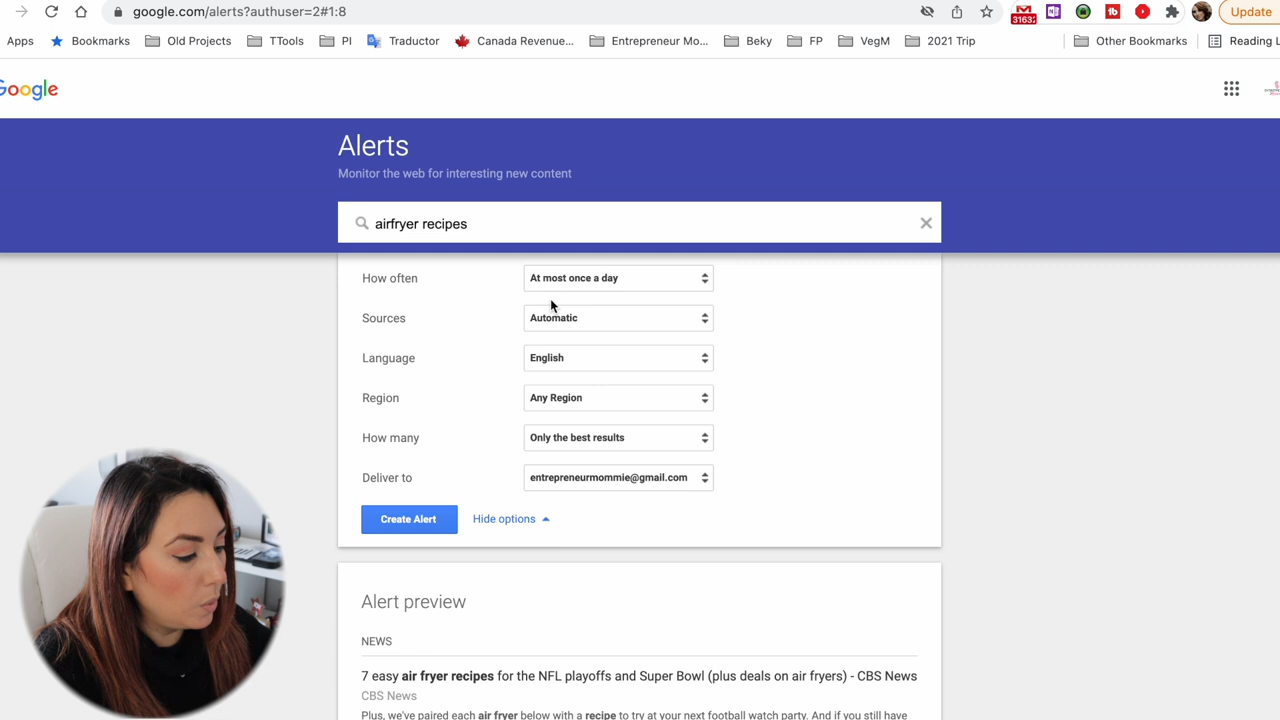 google.com/alerts?authuser=2#1:8
31632
Update
Apps
Bookmarks
Old Projects
TTools
PI
Traductor
Canada Revenue...
Entrepreneur Mo...
Beky
FP
VegM
2021 Trip
Other Bookmarks
Reading L
Google
Alerts
Monitor the web for interesting new content
airfryer recipes
How often
At most once a day
Sources
Automatic
Language
English
Region
Any Region
How many
Only the best results
Deliver to
entrepreneurmommie@gmail.com
Create Alert
Hide options
Alert preview
NEWS
7 easy air fryer recipes for the NFL playoffs and Super Bowl (plus deals on air fryers) - CBS News
CBS News
Plus, we've paired each air fryer below with a recipe to try at your next football watch party. And if you still have